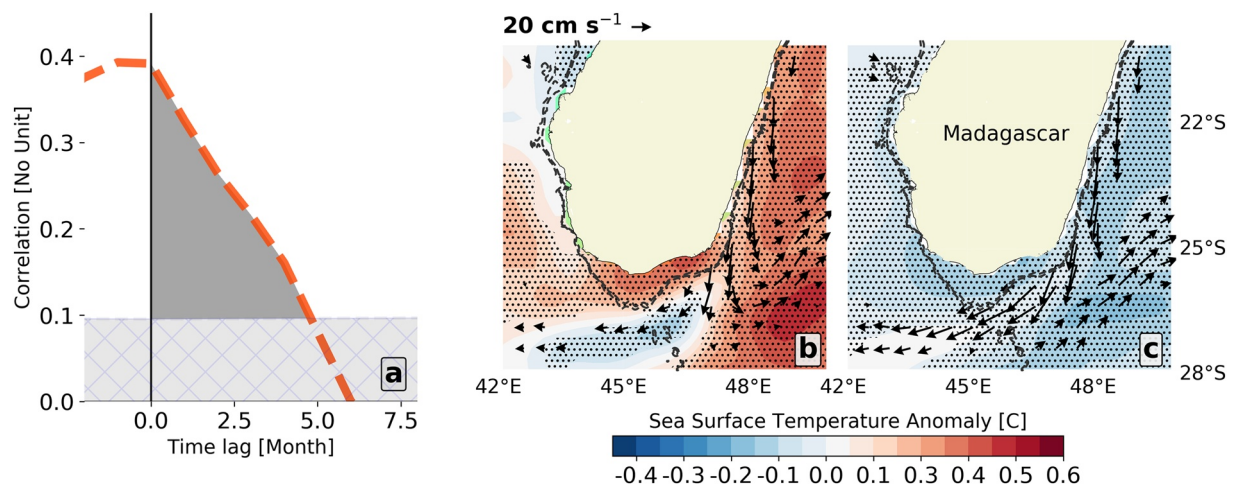 20 cm s⁻¹
0.4
0.3
0.2
0.1
0.0
Correlation [No Unit]
0.0 2.5 5.0 7.5
Time lag [Month]
a
b
Madagascar
c
22°S
25°S
28°S
42°E 45°E 48°E 42°E 45°E 48°E
Sea Surface Temperature Anomaly [C]
-0.4 -0.3 -0.2 -0.1 0.0 0.1 0.3 0.4 0.5 0.6